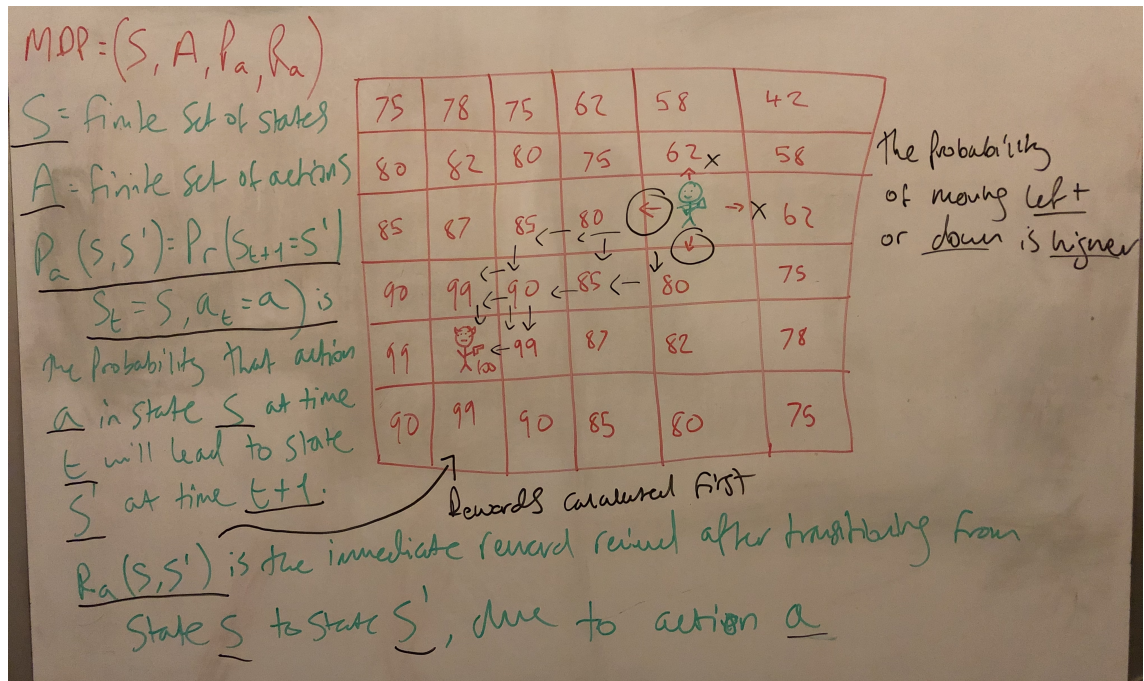 MDP=(S, A, Pa, Ra)
S = finite set of states
A = finite set of actions
Pa (S,S')= Pr(St+1=S'|
St = S, at = a) is
the probability that action
a in state S at time
t will lead to state
S' at time t+1.
Ra(S,S') is the immediate reward after transitioning from
state S to state S', due to action a
75 78 75 62 58 42
80 82 80 75 62 x 58
85 87 85 80 x 62
90 99 90 85 80 75
99 100 99 87 82 78
90 99 90 85 80 75
the probability
of moving left +
or down is higher
Rewards calculated first